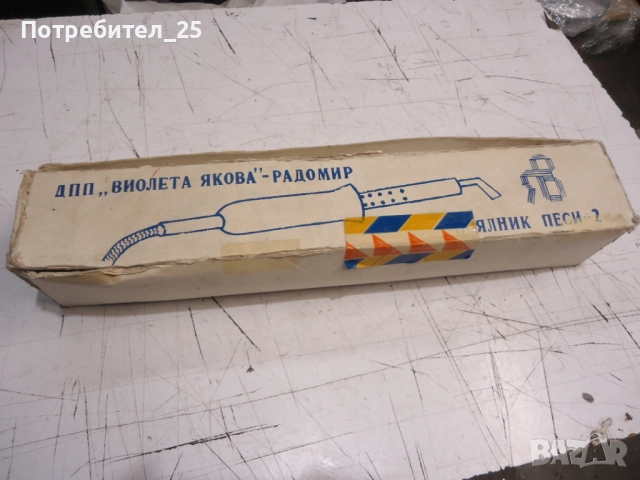 Потребител_25
ДПП „ВИОЛЕТА ЯКОВА"-РАДОМИР
ЯЛНИК ПЕСИ-2
BAZAR